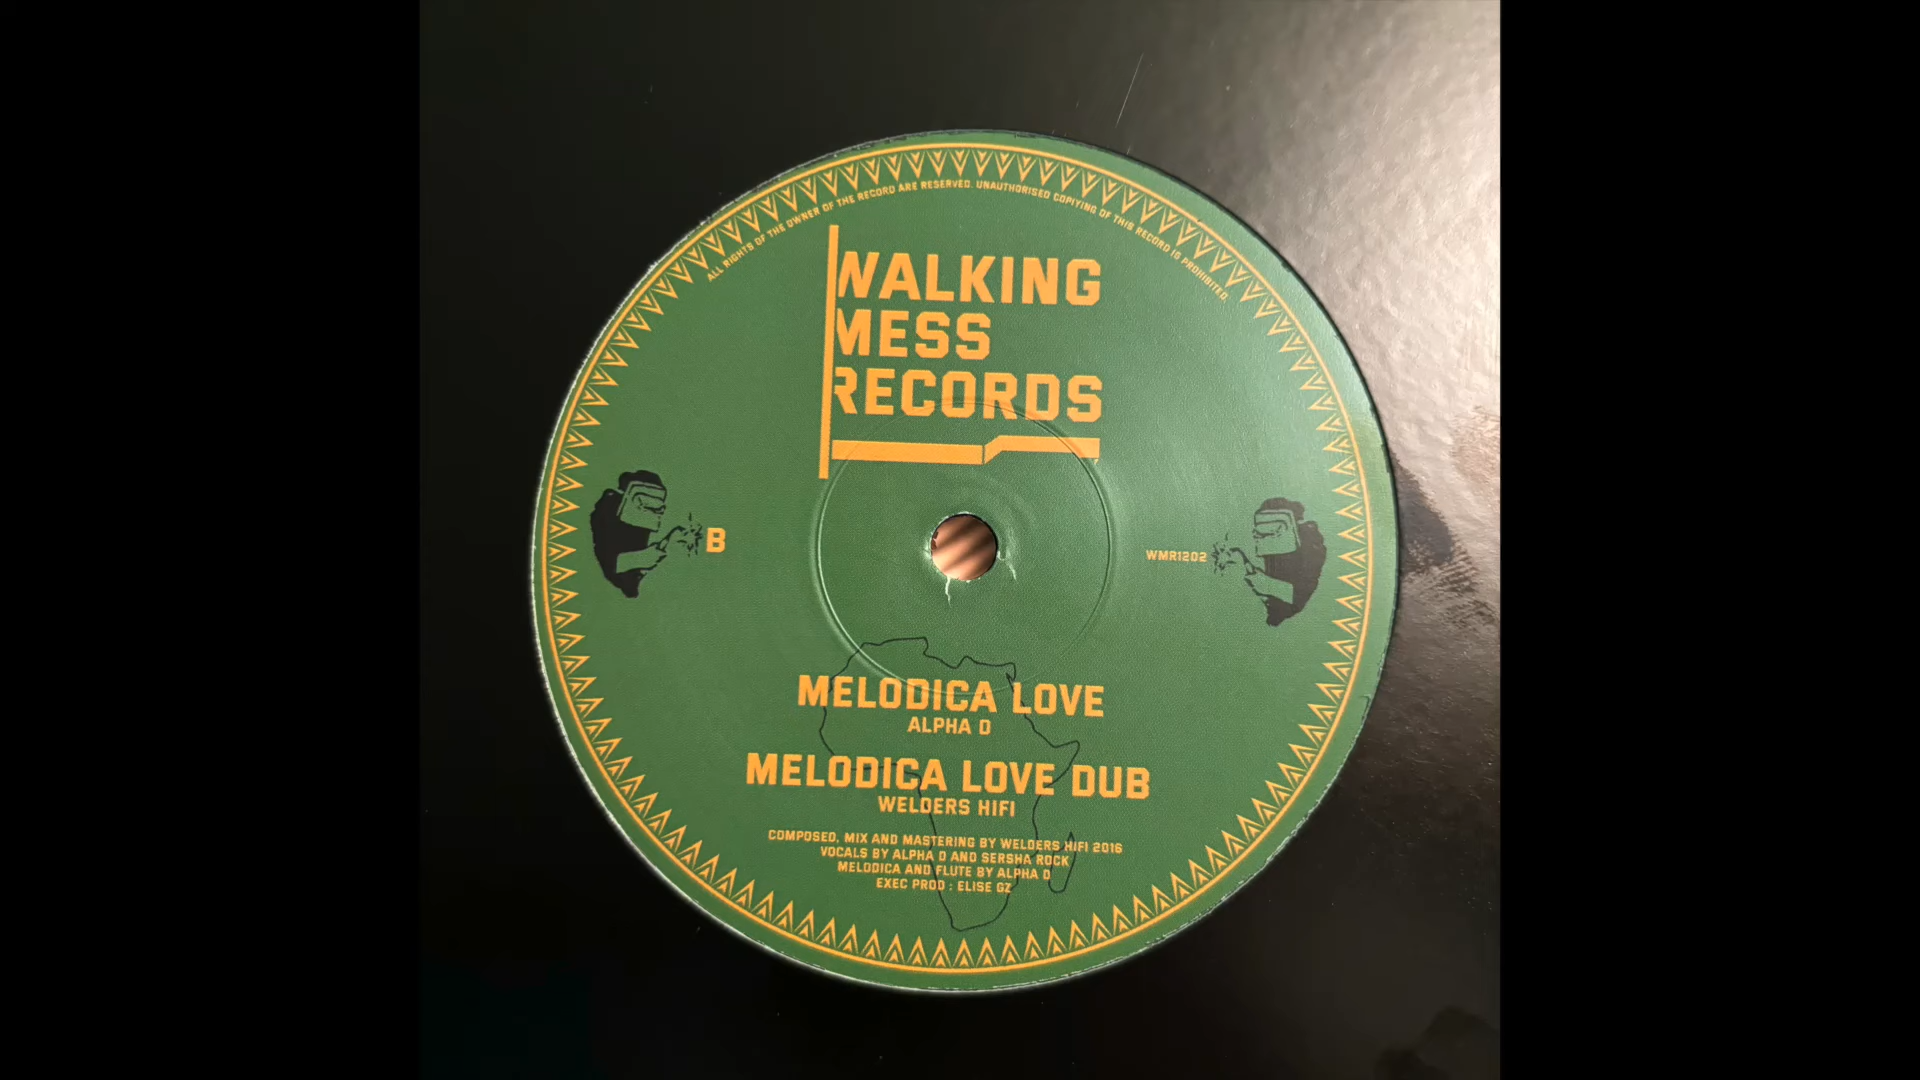 ALL RIGHTS OF THE OWNER OF THE RECORD ARE RESERVED. UNAUTHORISED COPIYING OF THIS RECORD IS PROHIBITED.
WALKING
MESS
RECORDS
B
WMR1202
MELODICA LOVE
ALPHA D
MELODICA LOVE DUB
WELDERS HIFI
COMPOSED, MIX AND MASTERING BY WELDERS HIFI 2016
VOCALS BY ALPHA D AND SERSHA ROCK
MELODICA AND FLUTE BY ALPHA D
EXEC PROD : ELISE GZ